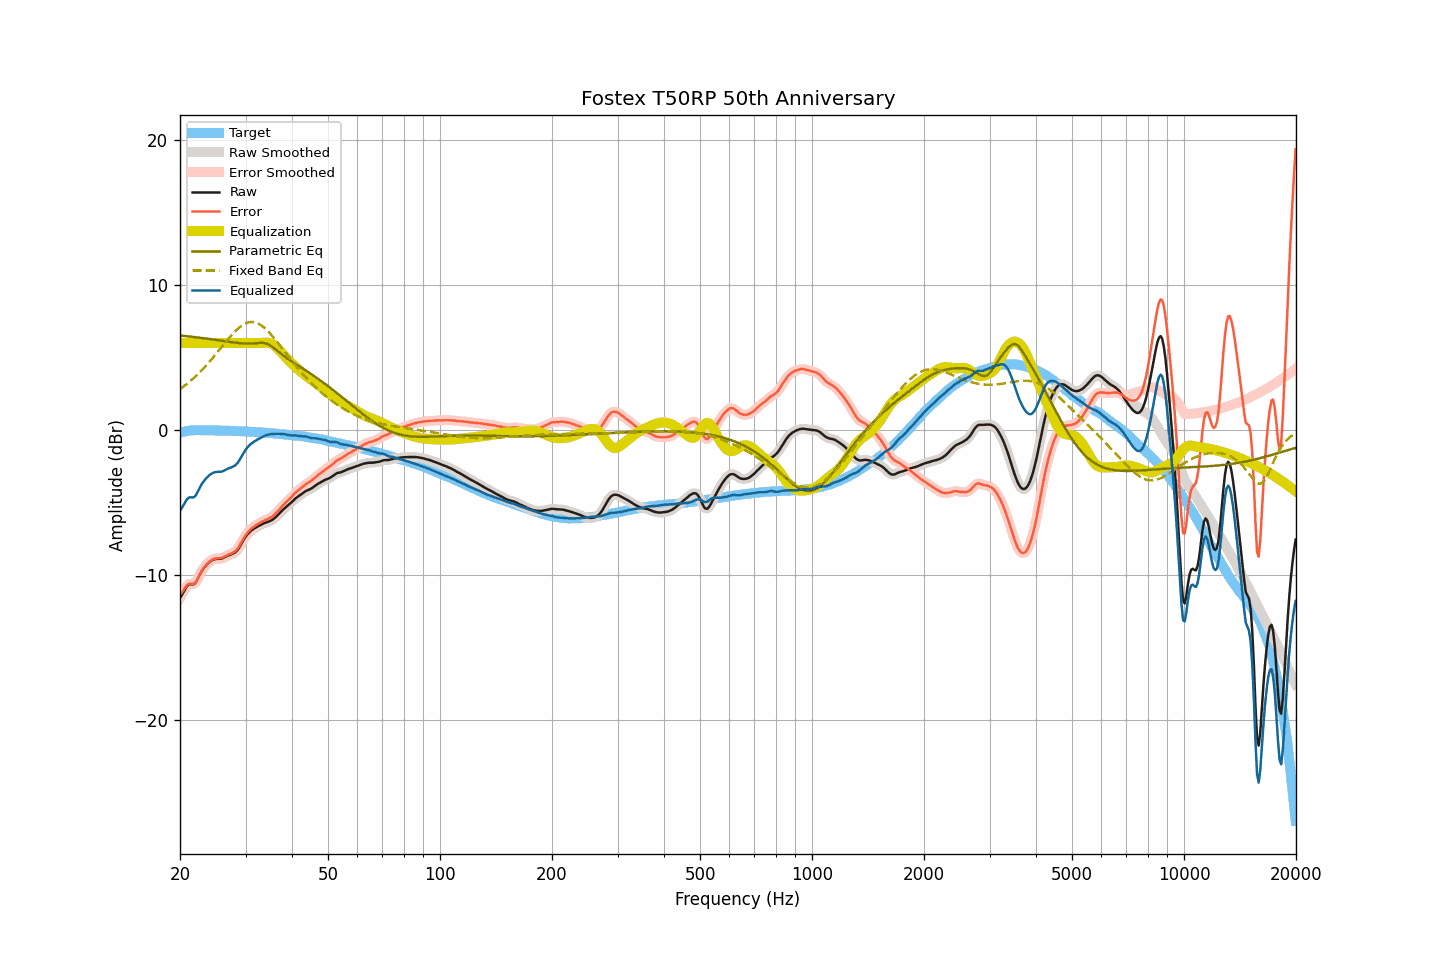 Fostex T50RP 50th Anniversary
Target
Raw Smoothed
Error Smoothed
Raw
Error
Equalization
Parametric Eq
Fixed Band Eq
Equalized
20
10
0
−10
−20
Amplitude (dBr)
20 50 100 200 500 1000 2000 5000 10000 20000
Frequency (Hz)